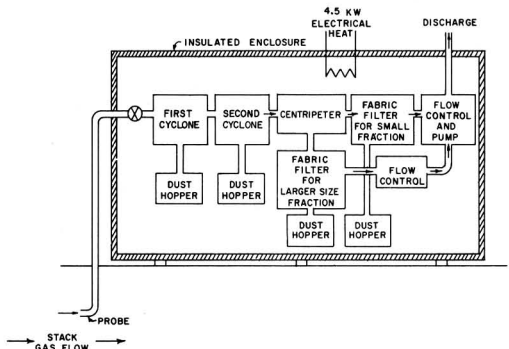 4.5 KW
ELECTRICAL
HEAT
DISCHARGE
INSULATED ENCLOSURE
FIRST
CYCLONE
SECOND
CYCLONE
CENTRIPETER
FABRIC
FILTER
FOR SMALL
FRACTION
FLOW
CONTROL
AND
PUMP
DUST
HOPPER
DUST
HOPPER
FABRIC
FILTER
FOR
LARGER SIZE
FRACTION
FLOW
CONTROL
DUST
HOPPER
DUST
HOPPER
PROBE
STACK
GAS FLOW